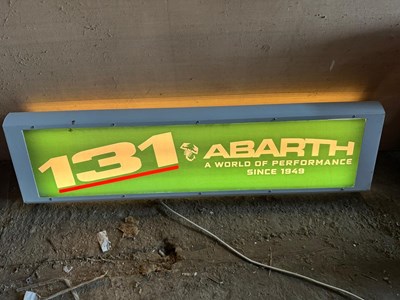 131 ABARTH
A WORLD OF PERFORMANCE
SINCE 1949